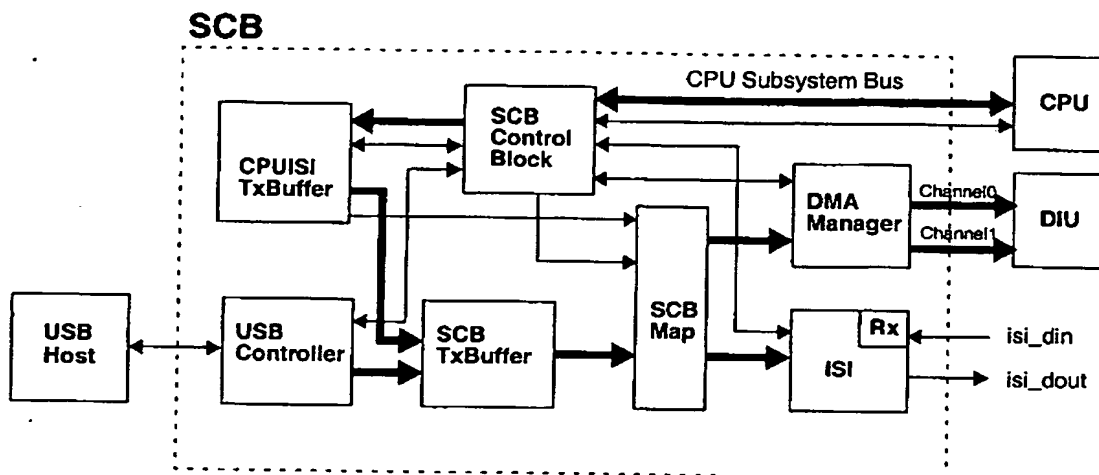 SCB
CPU Subsystem Bus
CPU
SCB
Control
Block
CPUISI
TxBuffer
DMA
Manager
Channel0
Channel1
DIU
USB
Host
USB
Controller
SCB
TxBuffer
SCB
Map
Rx
ISI
isi_din
isi_dout